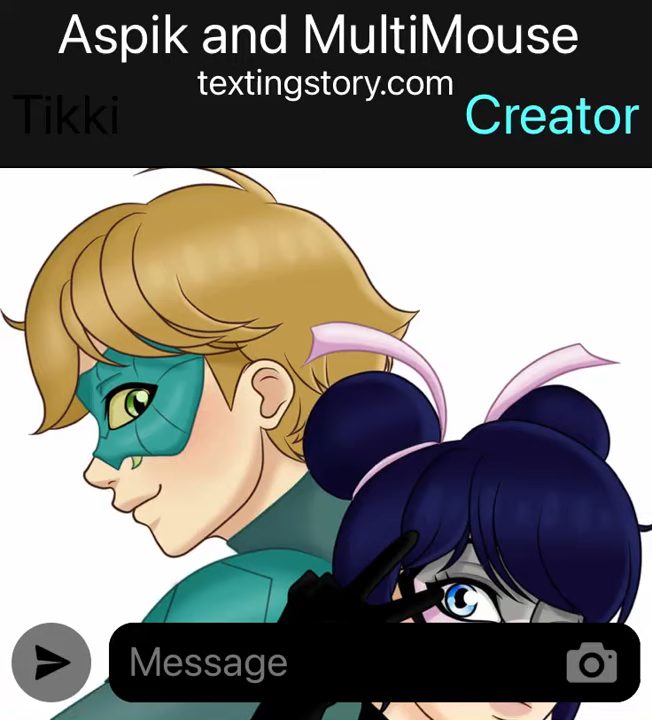 Aspik and MultiMouse
textingstory.com
Tikki
Creator
Message